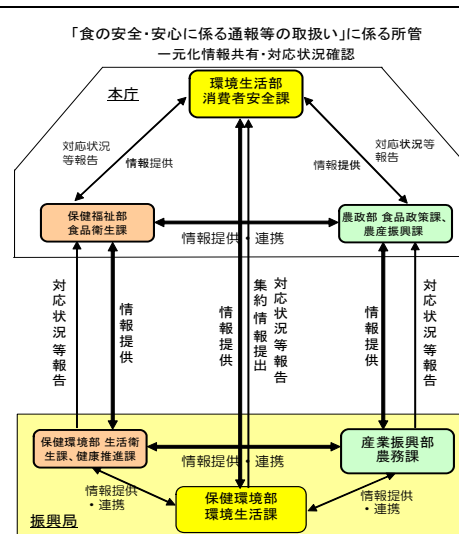 「食の安全・安心に係る通報等の取扱い」に係る所管
一元化情報共有・対応状況確認
本庁
環境生活部
消費者安全課
対応状況
等報告
情報提供
対応状況等
報告
情報提供
保健福祉部
食品衛生課
農政部 食品政策課、
農産振興課
情報提供・連携
対応状況等報告
情報提供
情報提供
集約情報提出
対応状況等報告
情報提供
対応状況等報告
保健環境部 生活衛
生課、健康推進課
産業振興部
農務課
情報提供・連携
情報提供
・連携
保健環境部
環境生活課
情報提供
・連携
振興局